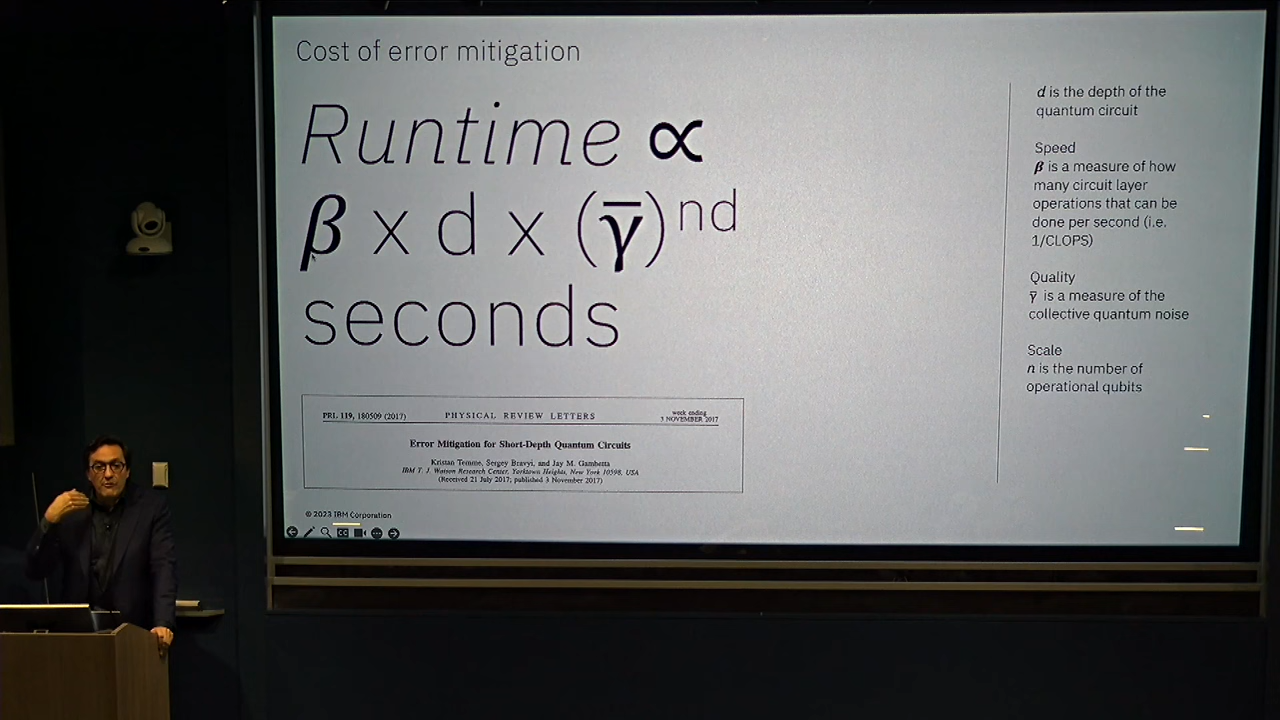 Cost of error mitigation
Runtime ∝
β x d x (γ̄)ⁿᵈ
seconds
d is the depth of the
quantum circuit
Speed
β is a measure of how
many circuit layer
operations that can be
done per second (i.e.
1/CLOPS)
Quality
γ̄ is a measure of the
collective quantum noise
Scale
n is the number of
operational qubits
PRL 119, 180509 (2017)
PHYSICAL REVIEW LETTERS
week ending
3 NOVEMBER 2017
Error Mitigation for Short-Depth Quantum Circuits
Kristan Temme, Sergey Bravyi, and Jay M. Gambetta
IBM T. J. Watson Research Center, Yorktown Heights, New York 10598, USA
(Received 21 July 2017; published 3 November 2017)
© 2023 IBM Corporation
CC